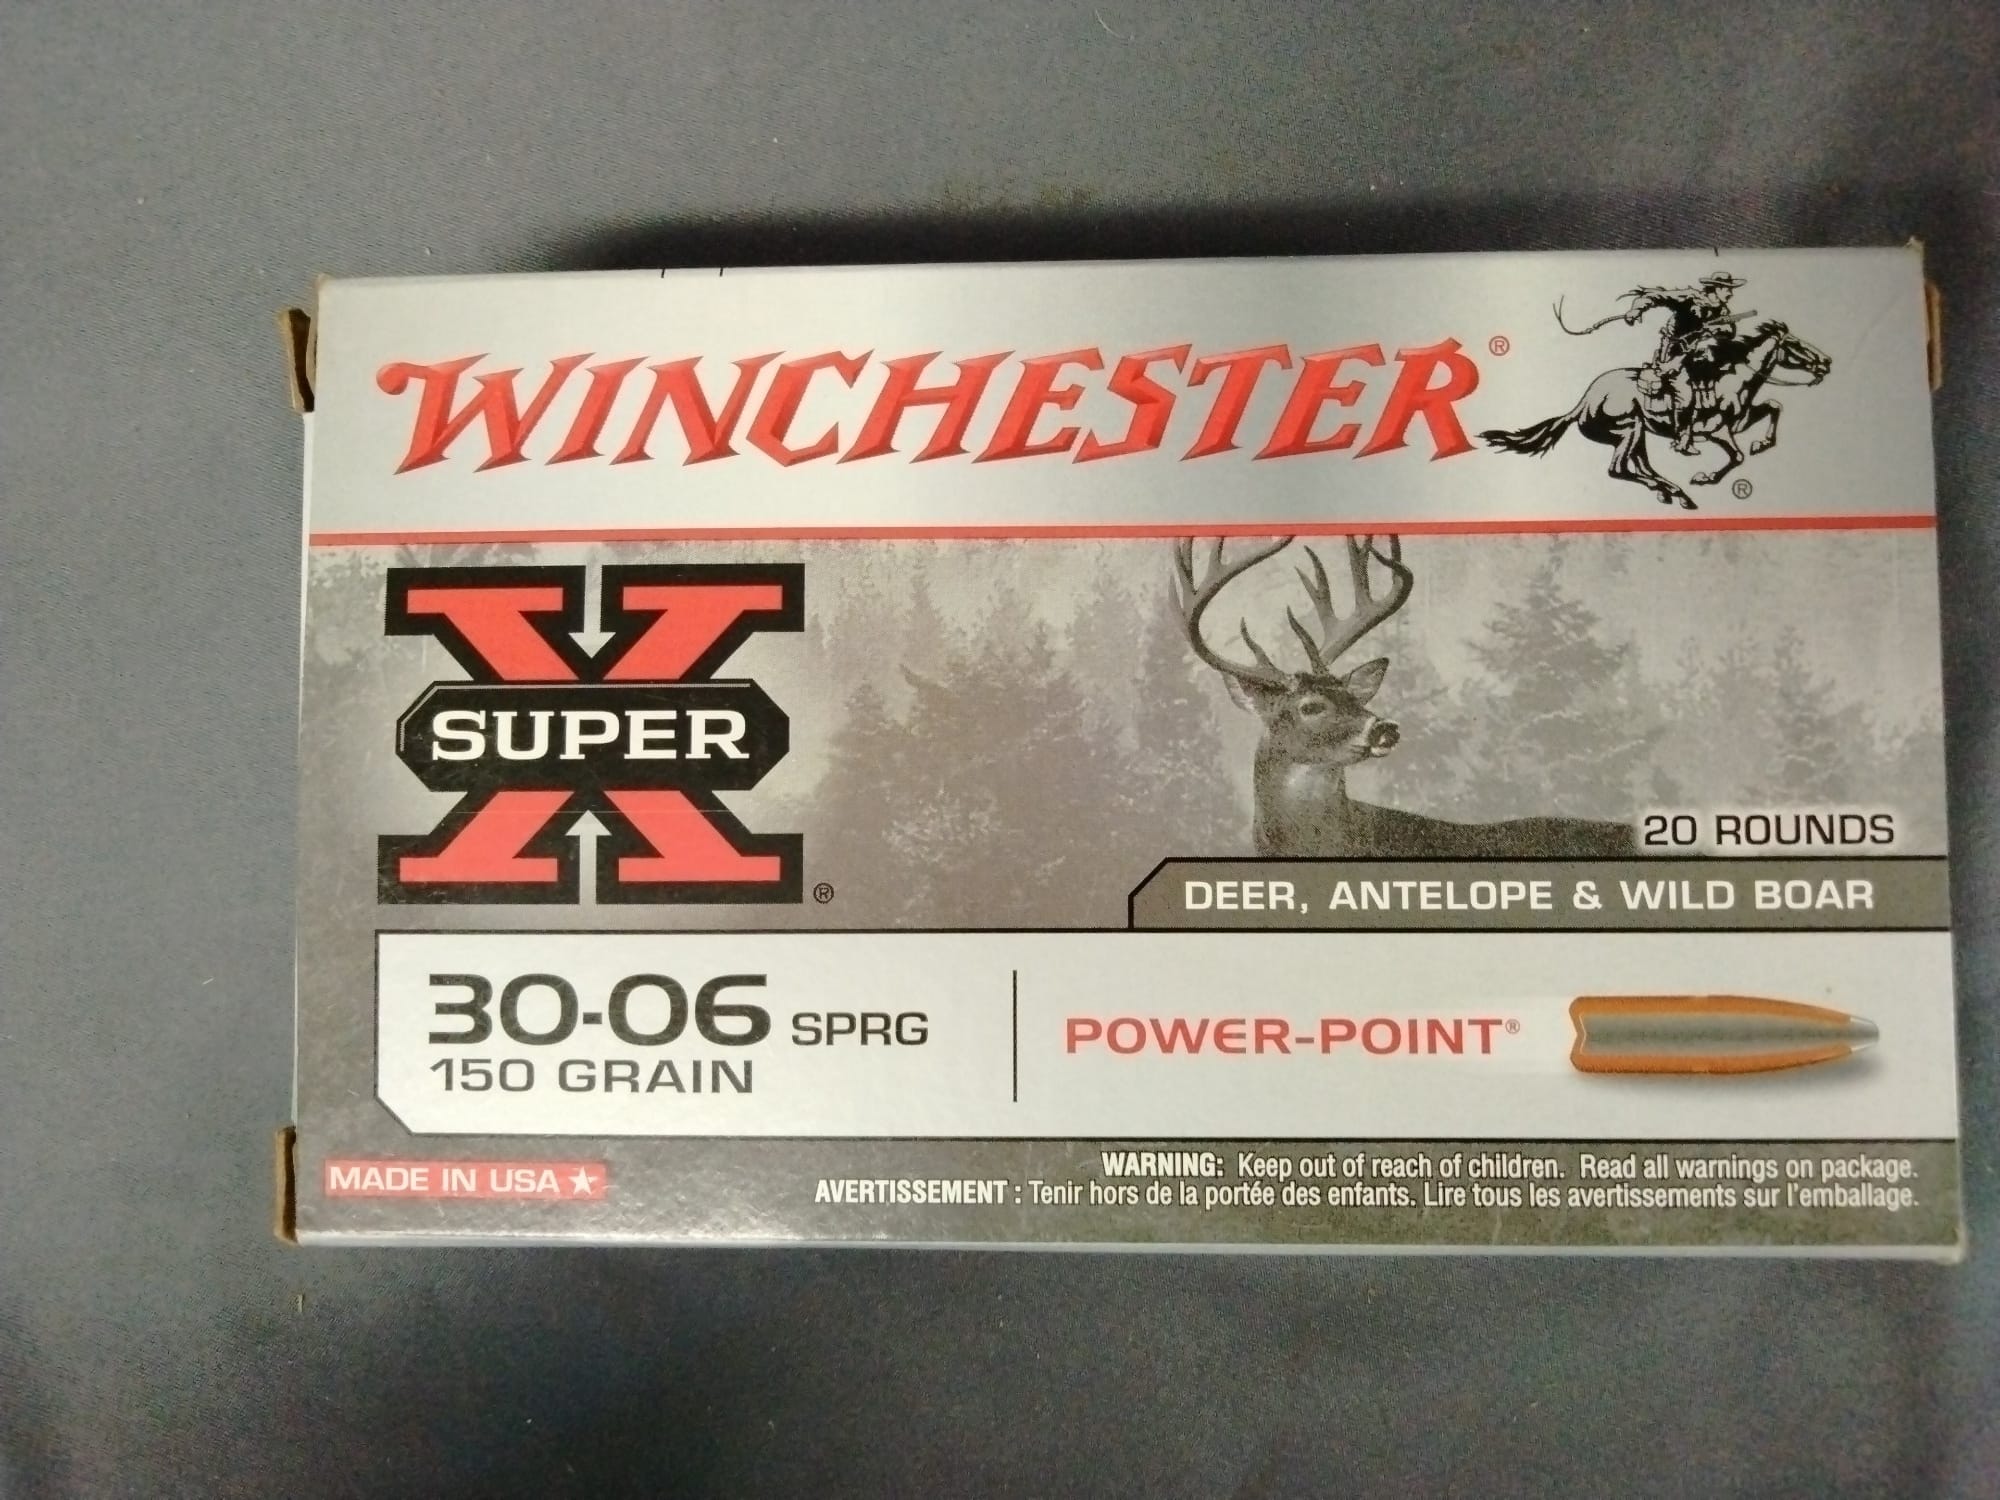 WINCHESTER®
®
SUPER X
®
20 ROUNDS
DEER, ANTELOPE & WILD BOAR
30-06 SPRG
150 GRAIN
POWER-POINT®
MADE IN USA
WARNING: Keep out of reach of children. Read all warnings on package.
AVERTISSEMENT : Tenir hors de la portée des enfants. Lire tous les avertissements sur l'emballage.